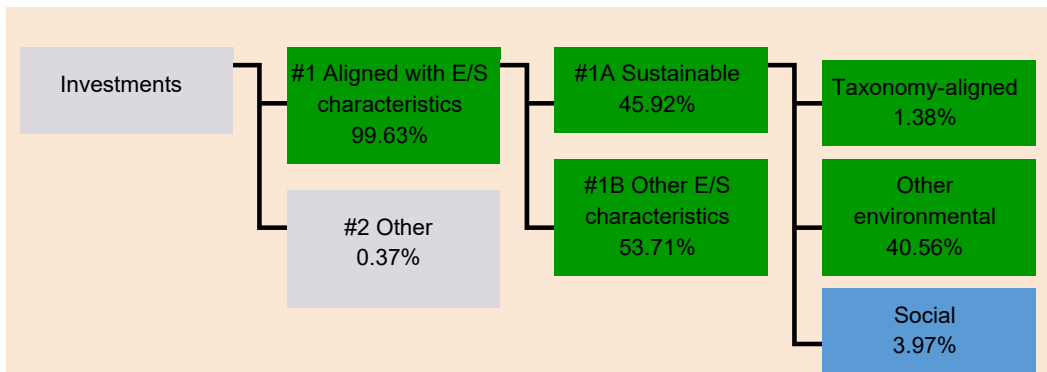 Investments
#1 Aligned with E/S
characteristics
99.63%
#2 Other
0.37%
#1A Sustainable
45.92%
#1B Other E/S
characteristics
53.71%
Taxonomy-aligned
1.38%
Other
environmental
40.56%
Social
3.97%